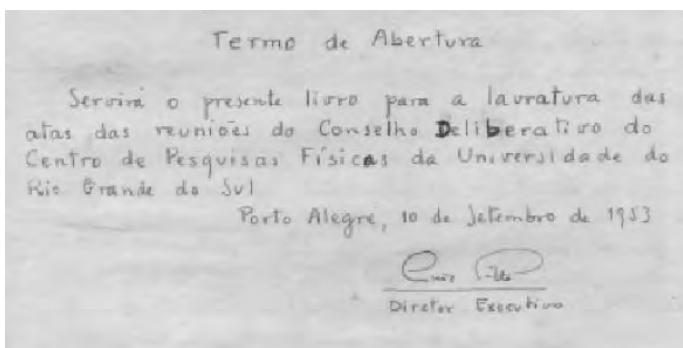 Termo de Abertura
Servirá o presente livro para a lavratura das
atas das reuniões do Conselho Deliberativo do
Centro de Pesquisas Físicas da Universidade do
Rio Grande do Sul
Porto Alegre, 10 de Setembro de 1953
Diretor Executivo